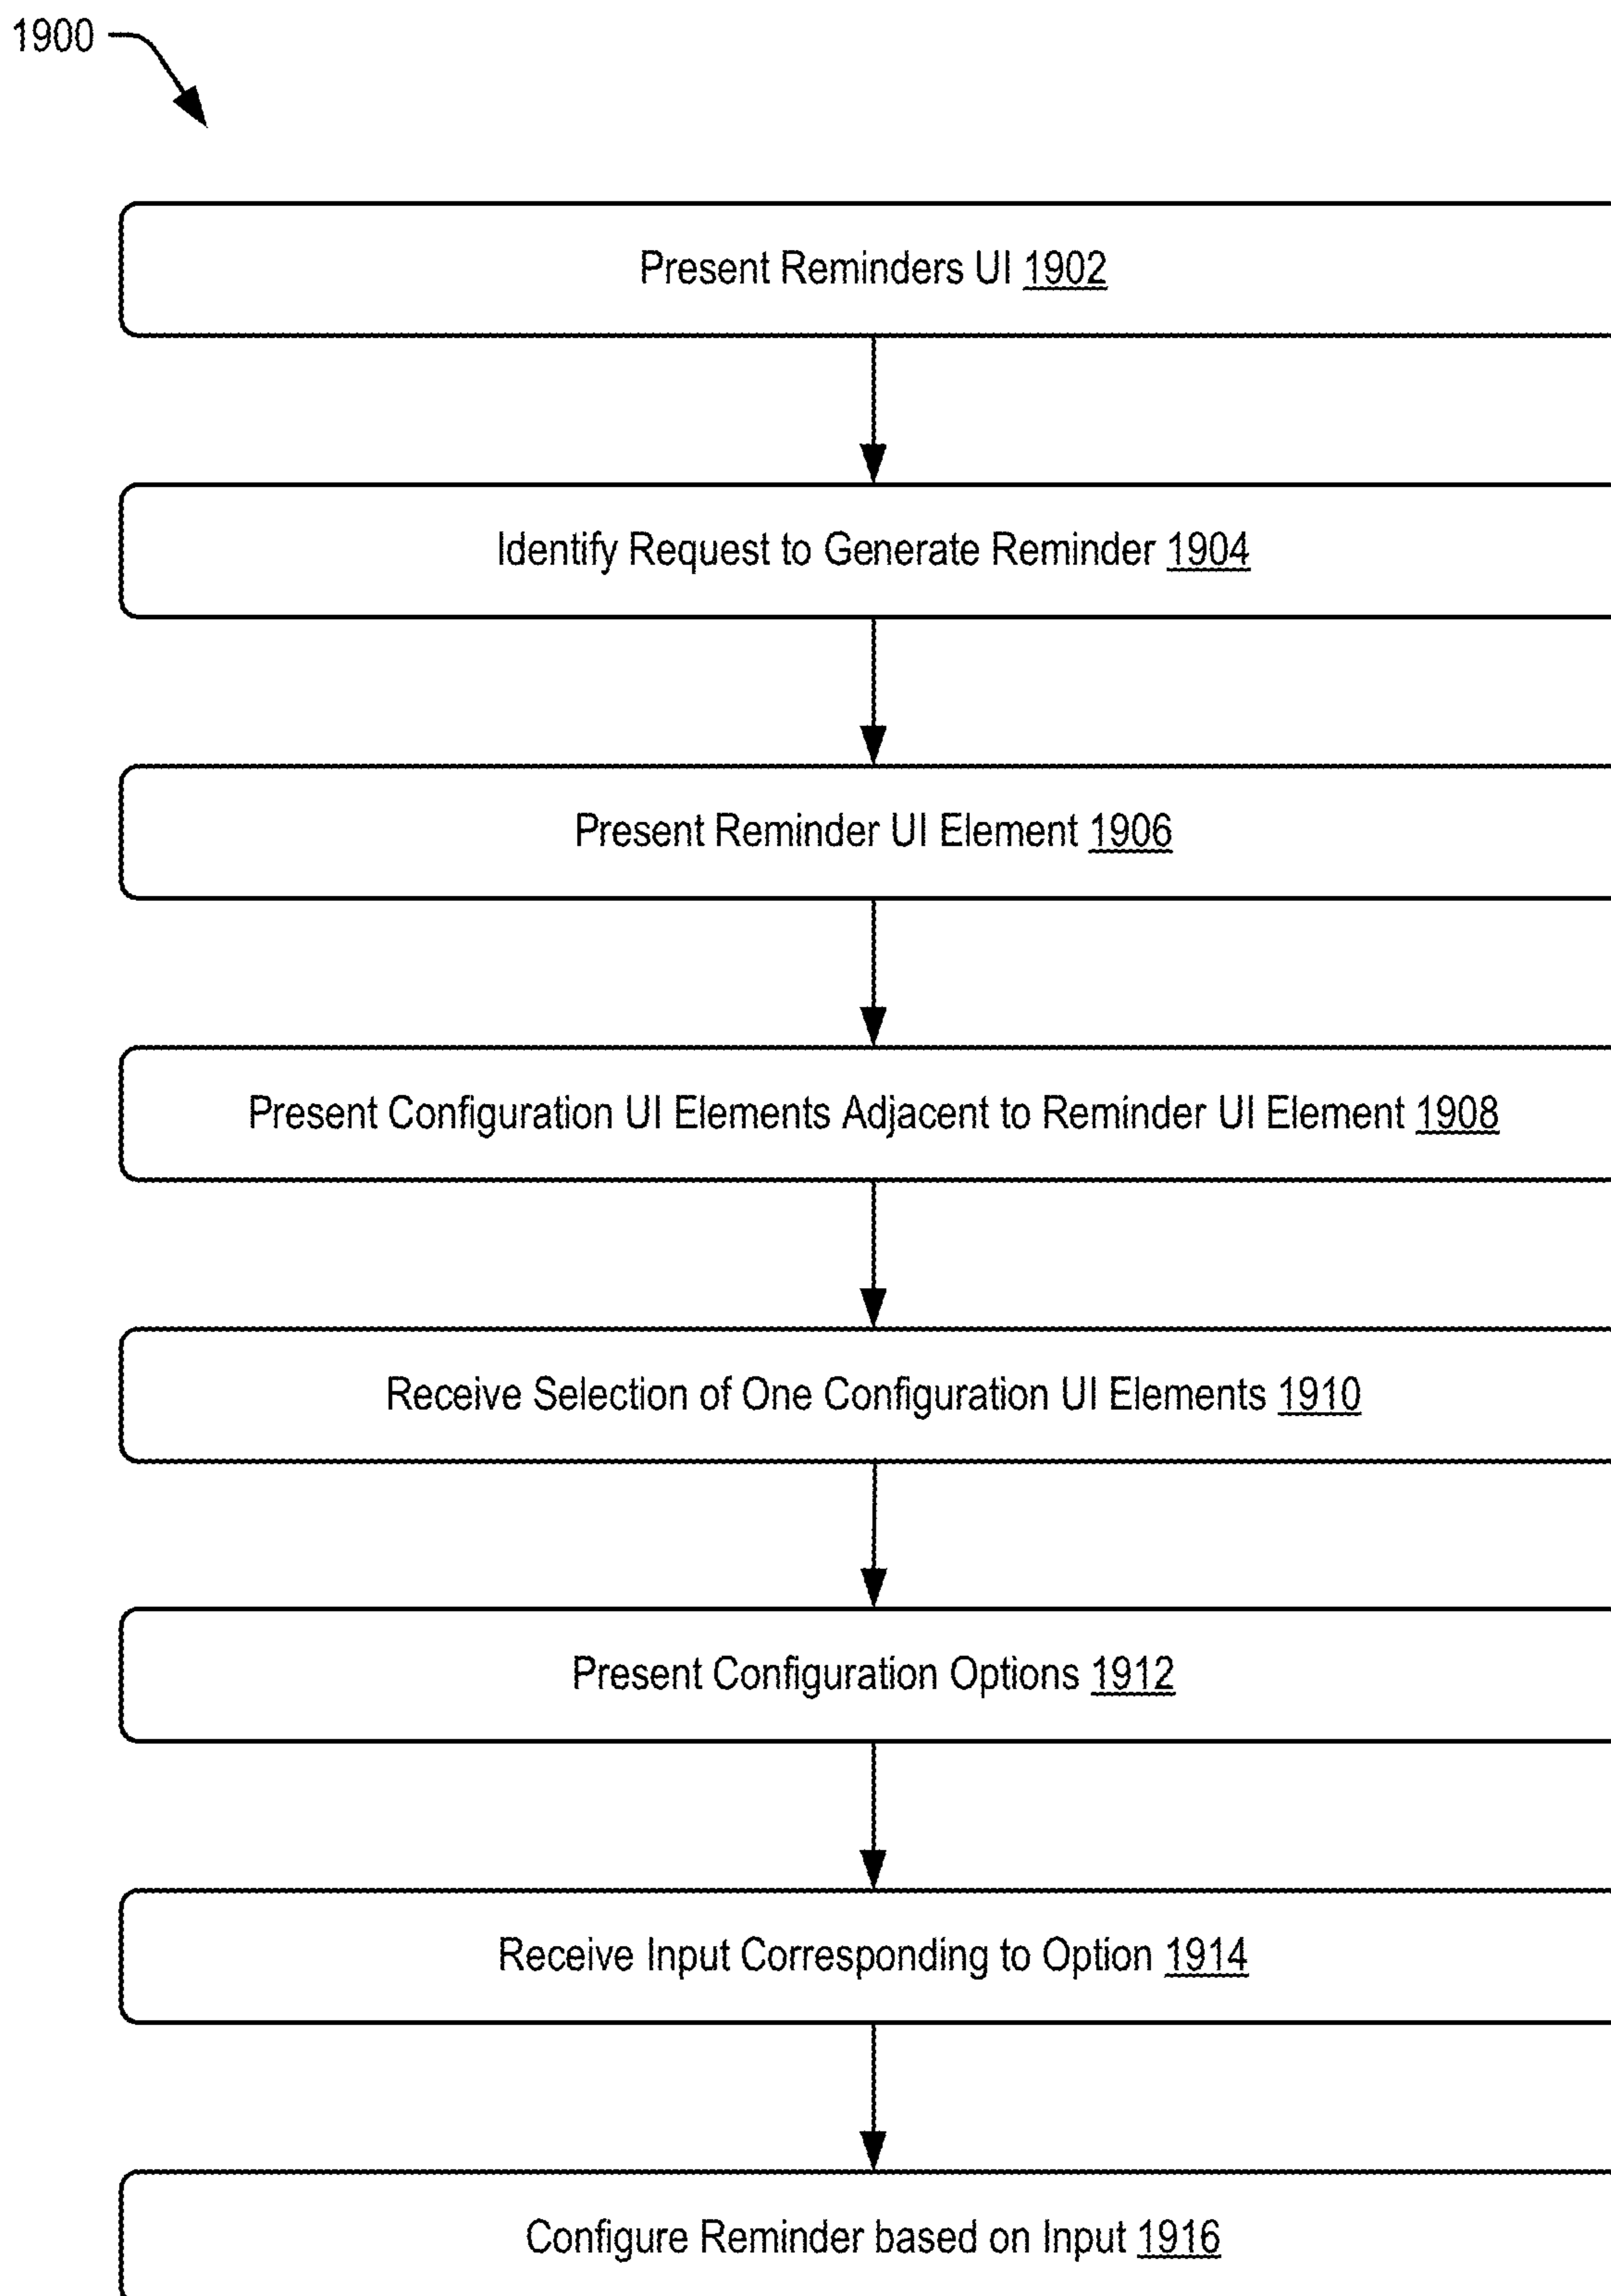 1900
Present Reminders UI 1902
Identify Request to Generate Reminder 1904
Present Reminder UI Element 1906
Present Configuration UI Elements Adjacent to Reminder UI Element 1908
Receive Selection of One Configuration UI Elements 1910
Present Configuration Options 1912
Receive Input Corresponding to Option 1914
Configure Reminder based on Input 1916